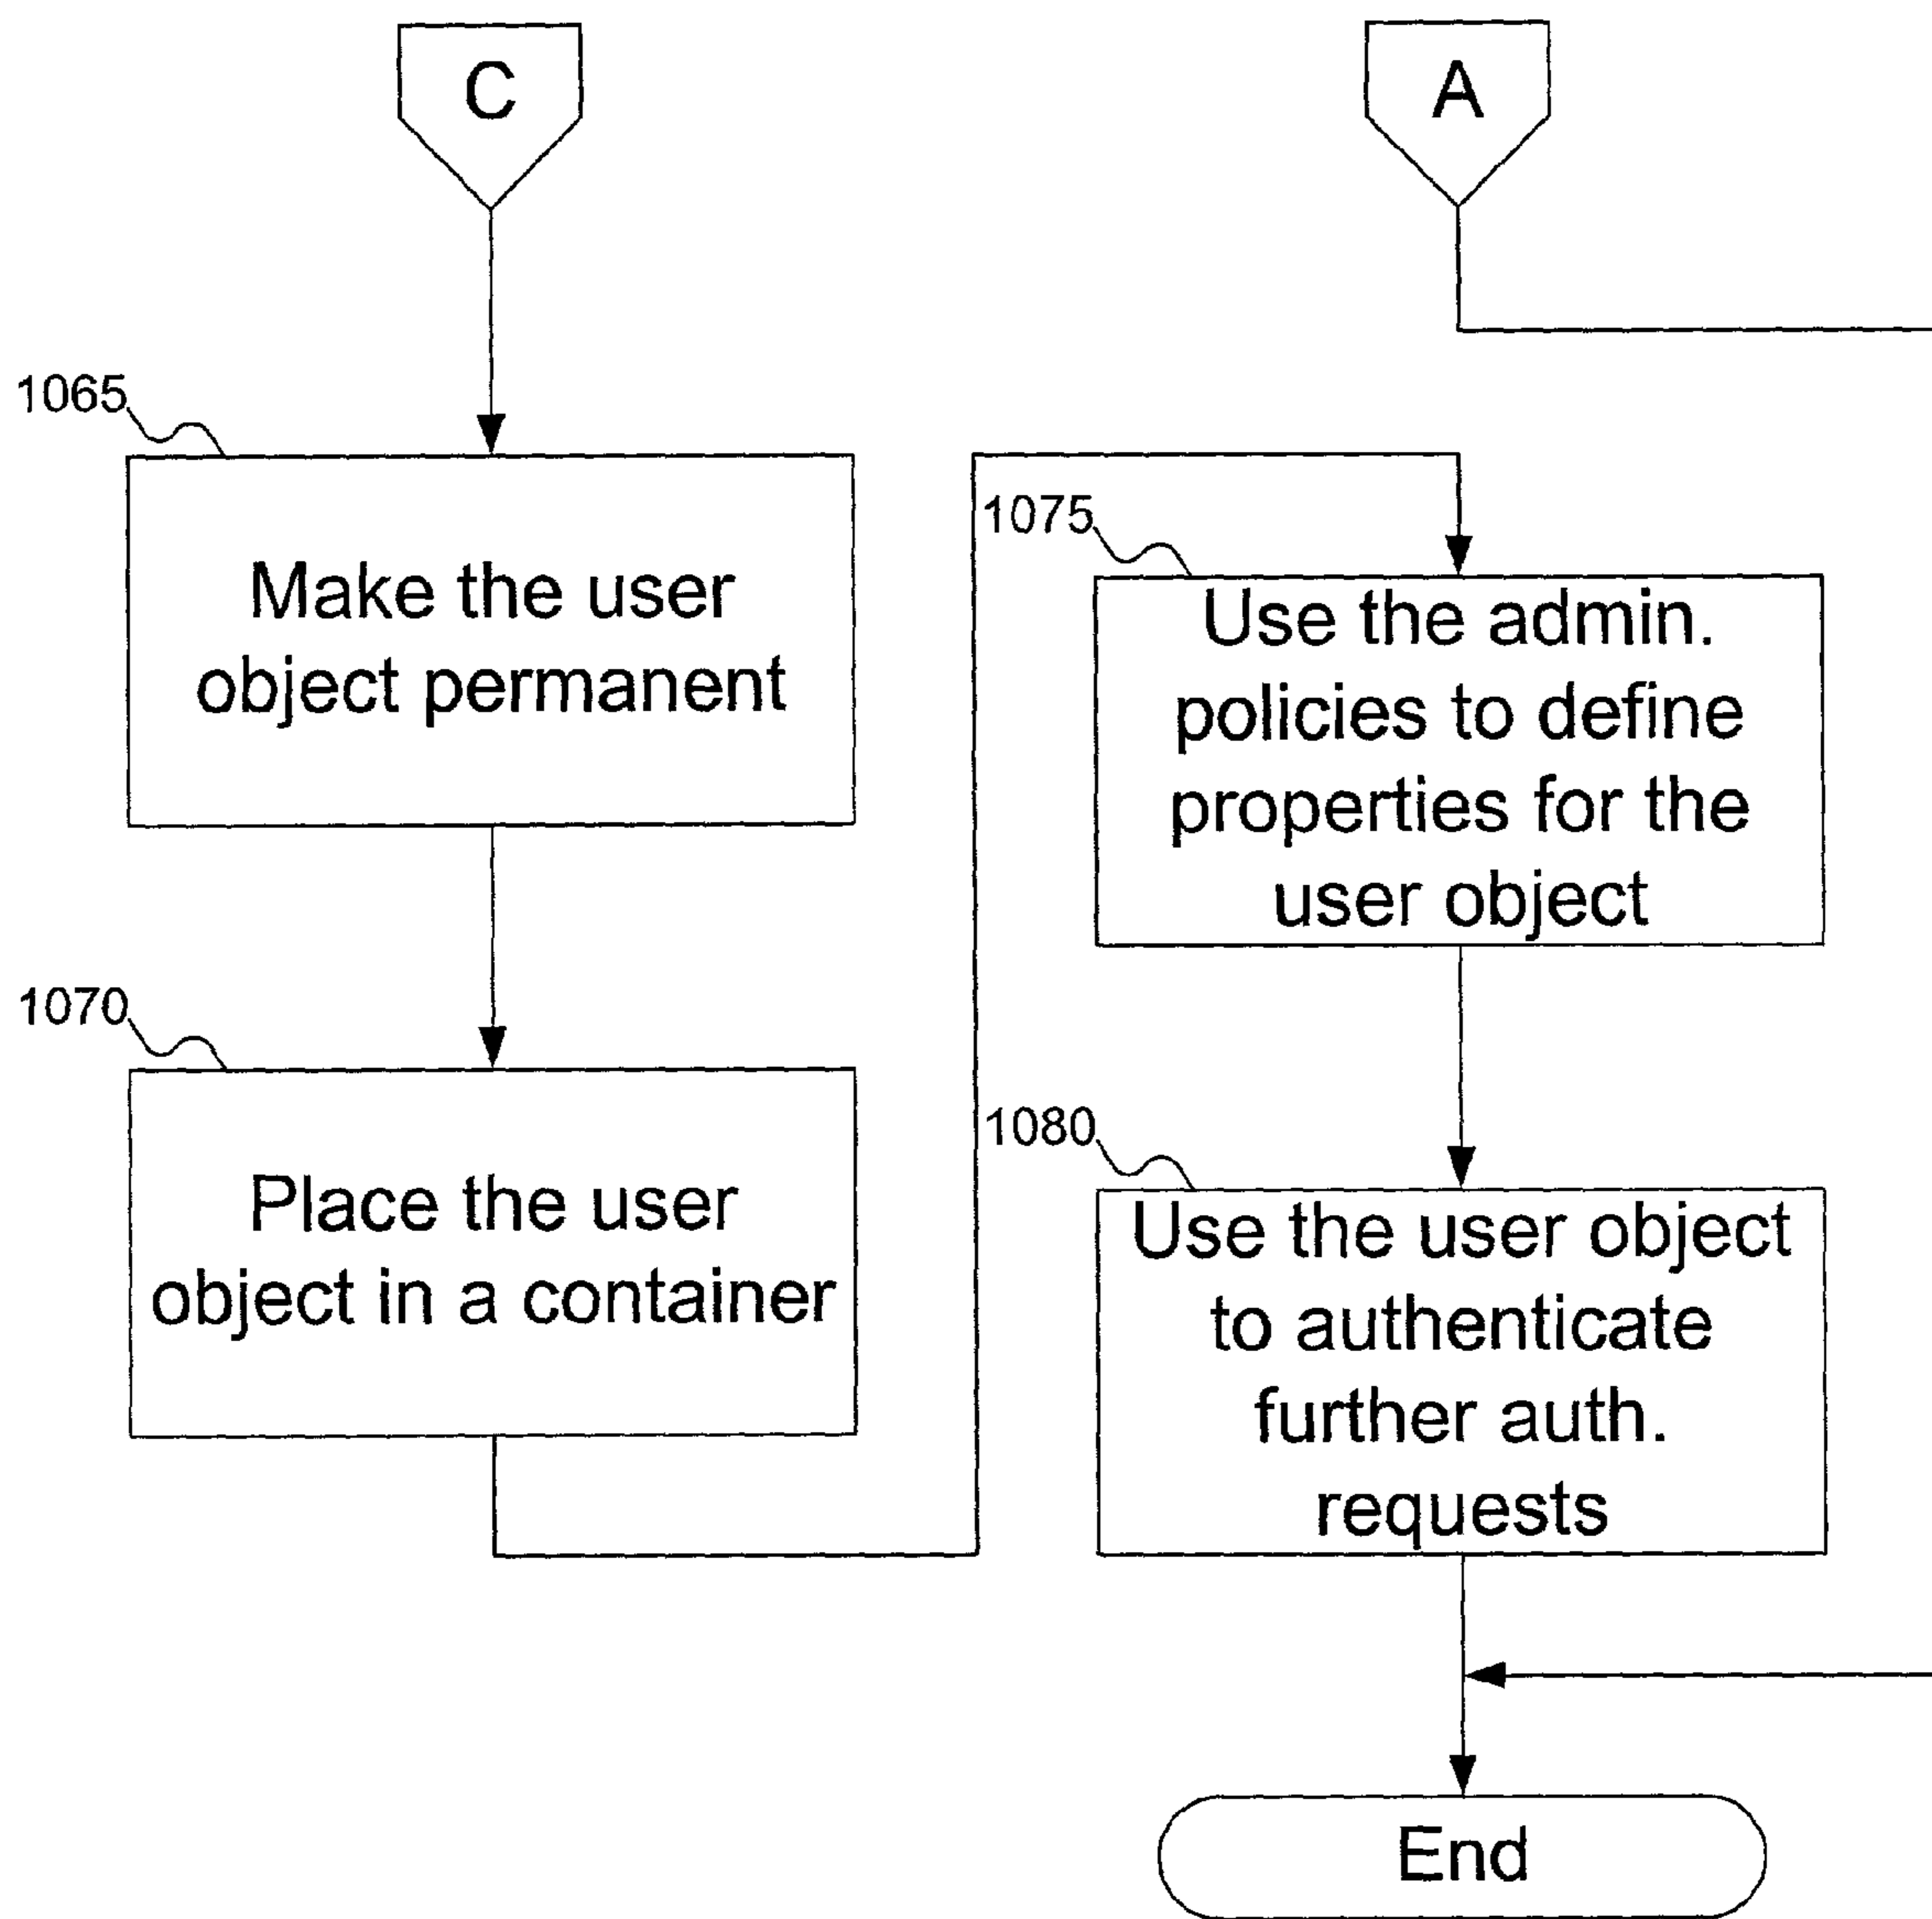 C
1065
Make the user
object permanent
1070
Place the user
object in a container
A
1075
Use the admin.
policies to define
properties for the
user object
1080
Use the user object
to authenticate
further auth.
requests
End